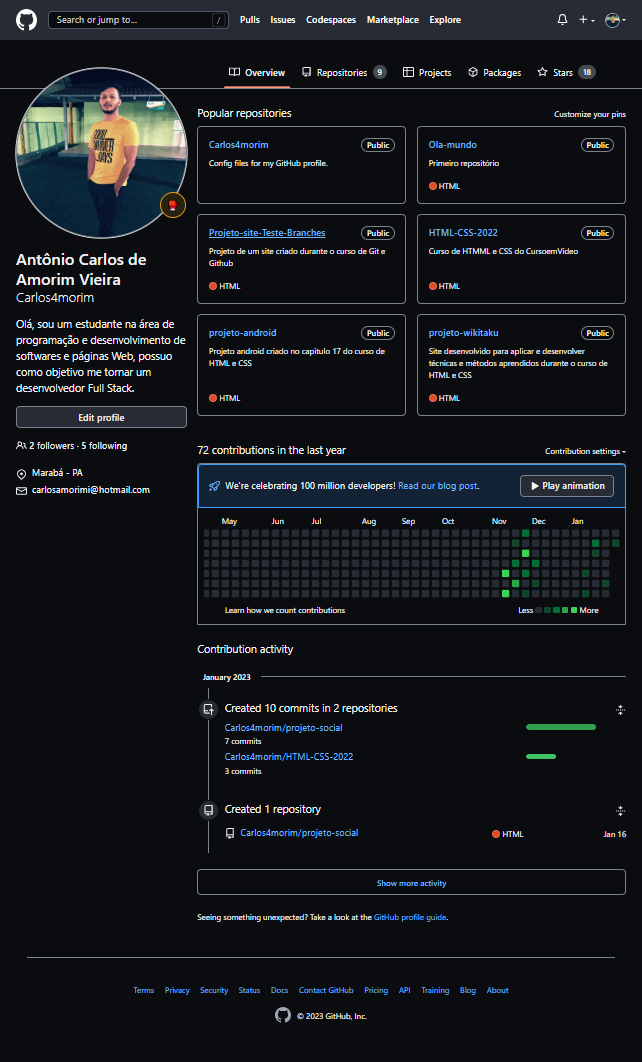 Search or jump to...
/
Pulls
Issues
Codespaces
Marketplace
Explore
Overview
Repositories 9
Projects
Packages
Stars 18
Antônio Carlos de
Amorim Vieira
Carlos4morim
Olá, sou um estudante na área de
programação e desenvolvimento de
softwares e páginas Web, possuo
como objetivo me tornar um
desenvolvedor Full Stack.
Edit profile
2 followers · 5 following
Marabá - PA
carlosamorimi@hotmail.com
Popular repositories
Customize your pins
Carlos4morim Public
Config files for my GitHub profile.
Ola-mundo Public
Primeiro repositório
HTML
Projeto-site-Teste-Branches Public
Projeto de um site criado durante o curso de Git e
Github
HTML
HTML-CSS-2022 Public
Curso de HTMML e CSS do CursoemVideo
HTML
projeto-android Public
Projeto android criado no capitulo 17 do curso de
HTML e CSS
HTML
projeto-wikitaku Public
Site desenvolvido para aplicar e desenvolver
técnicas e métodos aprendidos durante o curso de
HTML e CSS
HTML
72 contributions in the last year
Contribution settings
We're celebrating 100 million developers! Read our blog post.
Play animation
May Jun Jul Aug Sep Oct Nov Dec Jan
Learn how we count contributions
Less
More
Contribution activity
January 2023
Created 10 commits in 2 repositories
Carlos4morim/projeto-social
7 commits
Carlos4morim/HTML-CSS-2022
3 commits
Created 1 repository
Carlos4morim/projeto-social HTML Jan 16
Show more activity
Seeing something unexpected? Take a look at the GitHub profile guide.
Terms Privacy Security Status Docs Contact GitHub Pricing API Training Blog About
© 2023 GitHub, Inc.